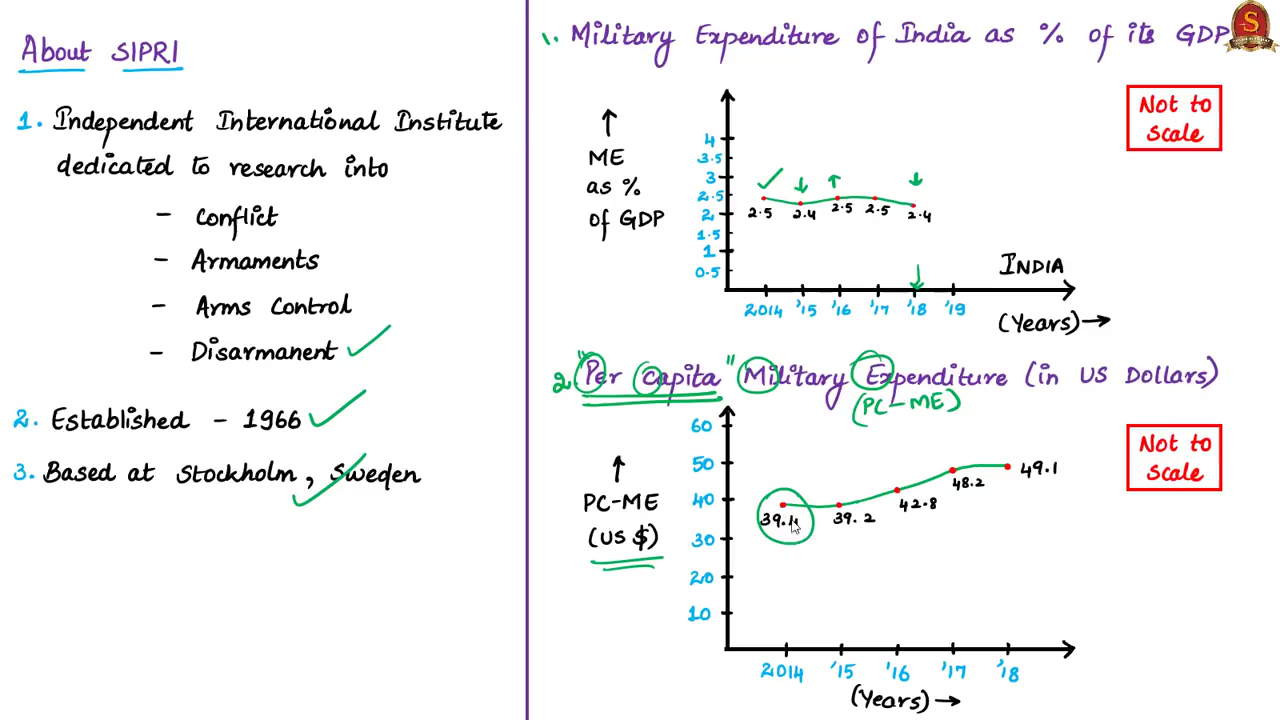 About SIPRI
1. Independent International Institute
dedicated to research into
- Conflict
- Armaments
- Arms Control
- Disarmanent
2. Established - 1966
3. Based at Stockholm, Sweden
1. Military Expenditure of India as % of its GDP
S
Not to
Scale
↑
ME
as %
of GDP
4
3.5
3
2.5
2
1.5
1
0.5
2.5 2.4 2.5 2.5 2.4
INDIA
2014 '15 '16 '17 '18 '19
(Years) →
2. "Per Capita" Military Expenditure (in US Dollars)
(PC-ME)
Not to
Scale
↑
PC-ME
(US $)
60
50
40
30
20
10
39.4 39.2 42.8 48.2 49.1
2014 '15 '16 '17 '18
(Years) →